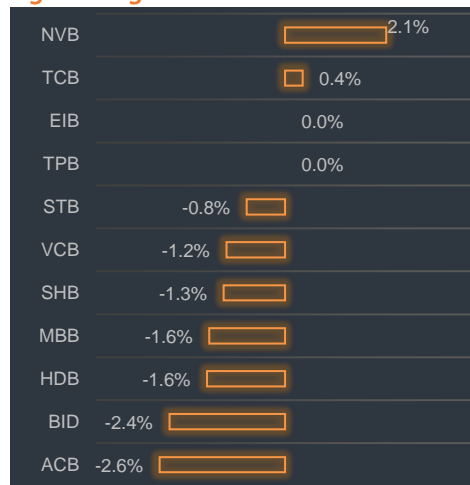 NVB 2.1%
TCB 0.4%
EIB 0.0%
TPB 0.0%
STB -0.8%
VCB -1.2%
SHB -1.3%
MBB -1.6%
HDB -1.6%
BID -2.4%
ACB -2.6%